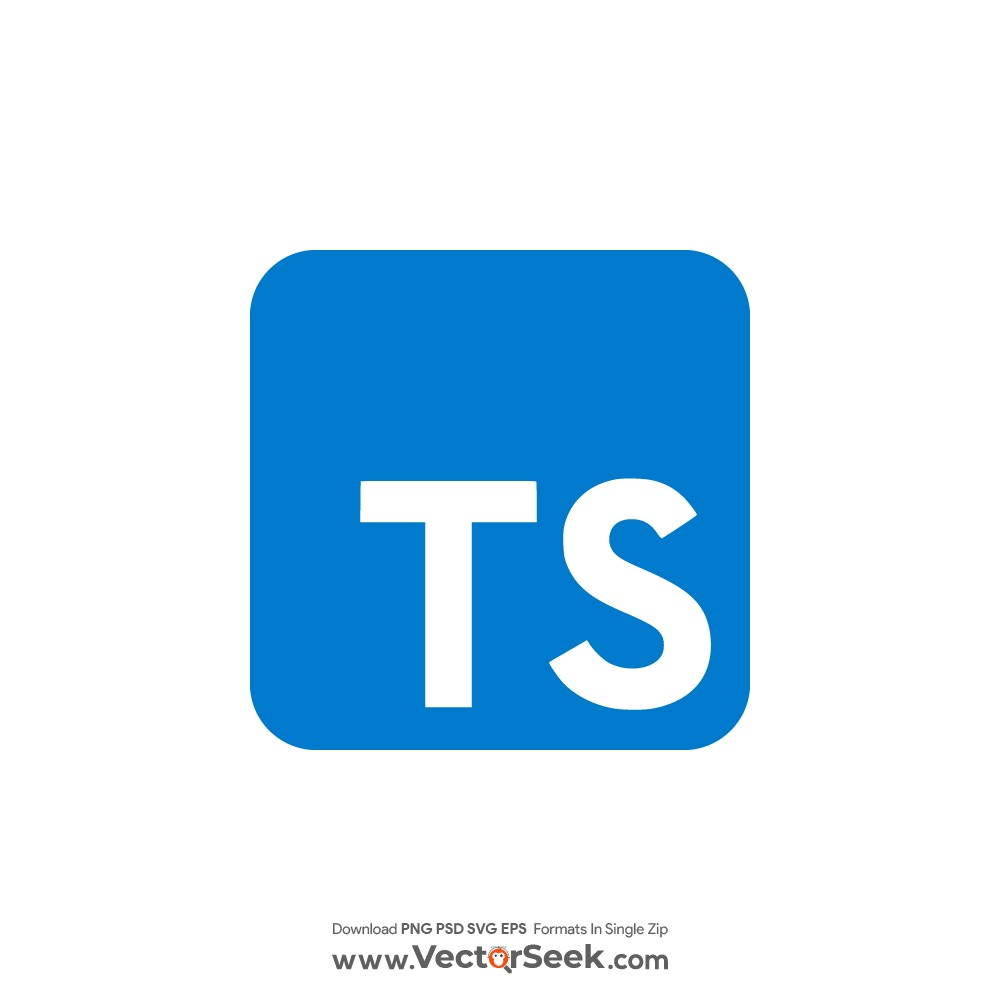 TS
Download PNG PSD SVG EPS Formats In Single Zip
www.VectorSeek.com